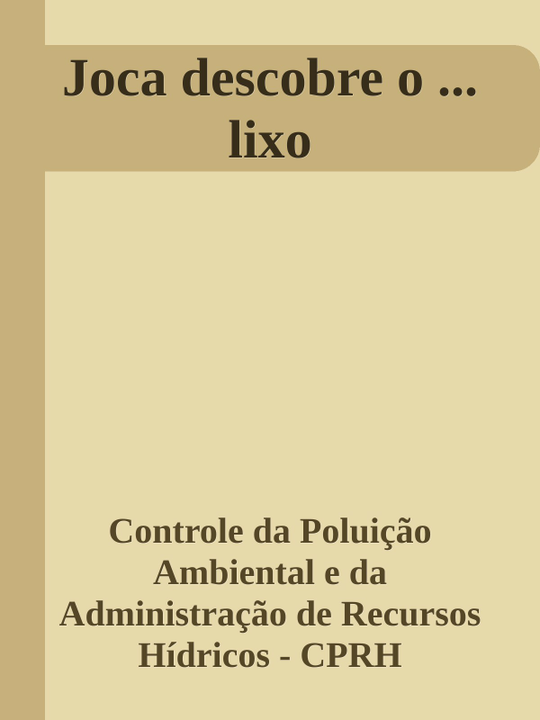 Joca descobre o ...
lixo
Controle da Poluição
Ambiental e da
Administração de Recursos
Hídricos - CPRH